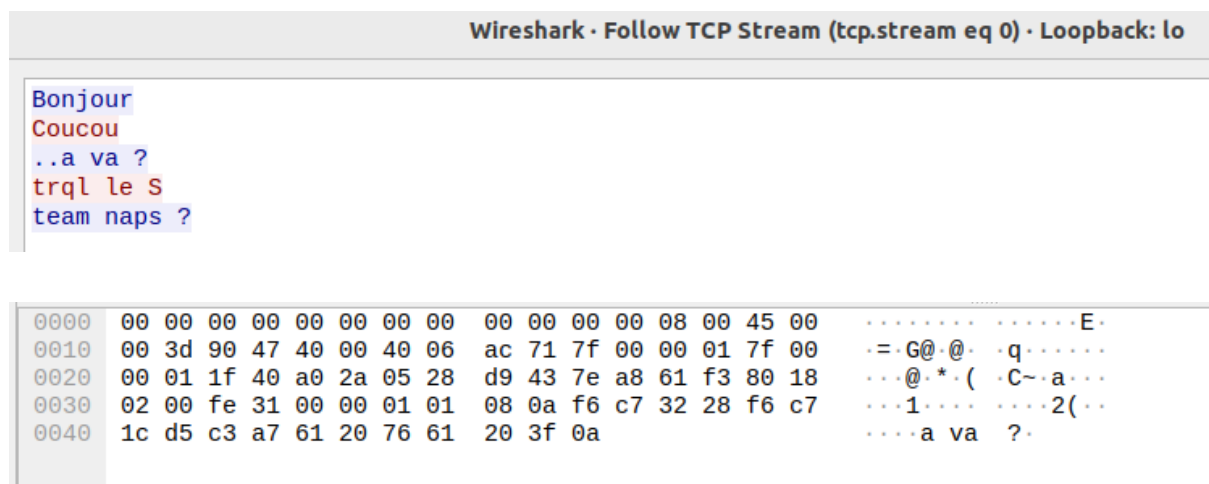 Wireshark · Follow TCP Stream (tcp.stream eq 0) · Loopback: lo
Bonjour
Coucou
..a va ?
trql le S
team naps ?
0000 00 00 00 00 00 00 00 00 00 00 00 00 08 00 45 00 ········ ······E·
0010 00 3d 90 47 40 00 40 06 ac 71 7f 00 00 01 7f 00 ·=·G@·@· ·q······
0020 00 01 1f 40 a0 2a 05 28 d9 43 7e a8 61 f3 80 18 ···@·*·( ·C~·a···
0030 02 00 fe 31 00 00 01 01 08 0a f6 c7 32 28 f6 c7 ···1···· ····2(··
0040 1c d5 c3 a7 61 20 76 61 20 3f 0a ····a va ?·